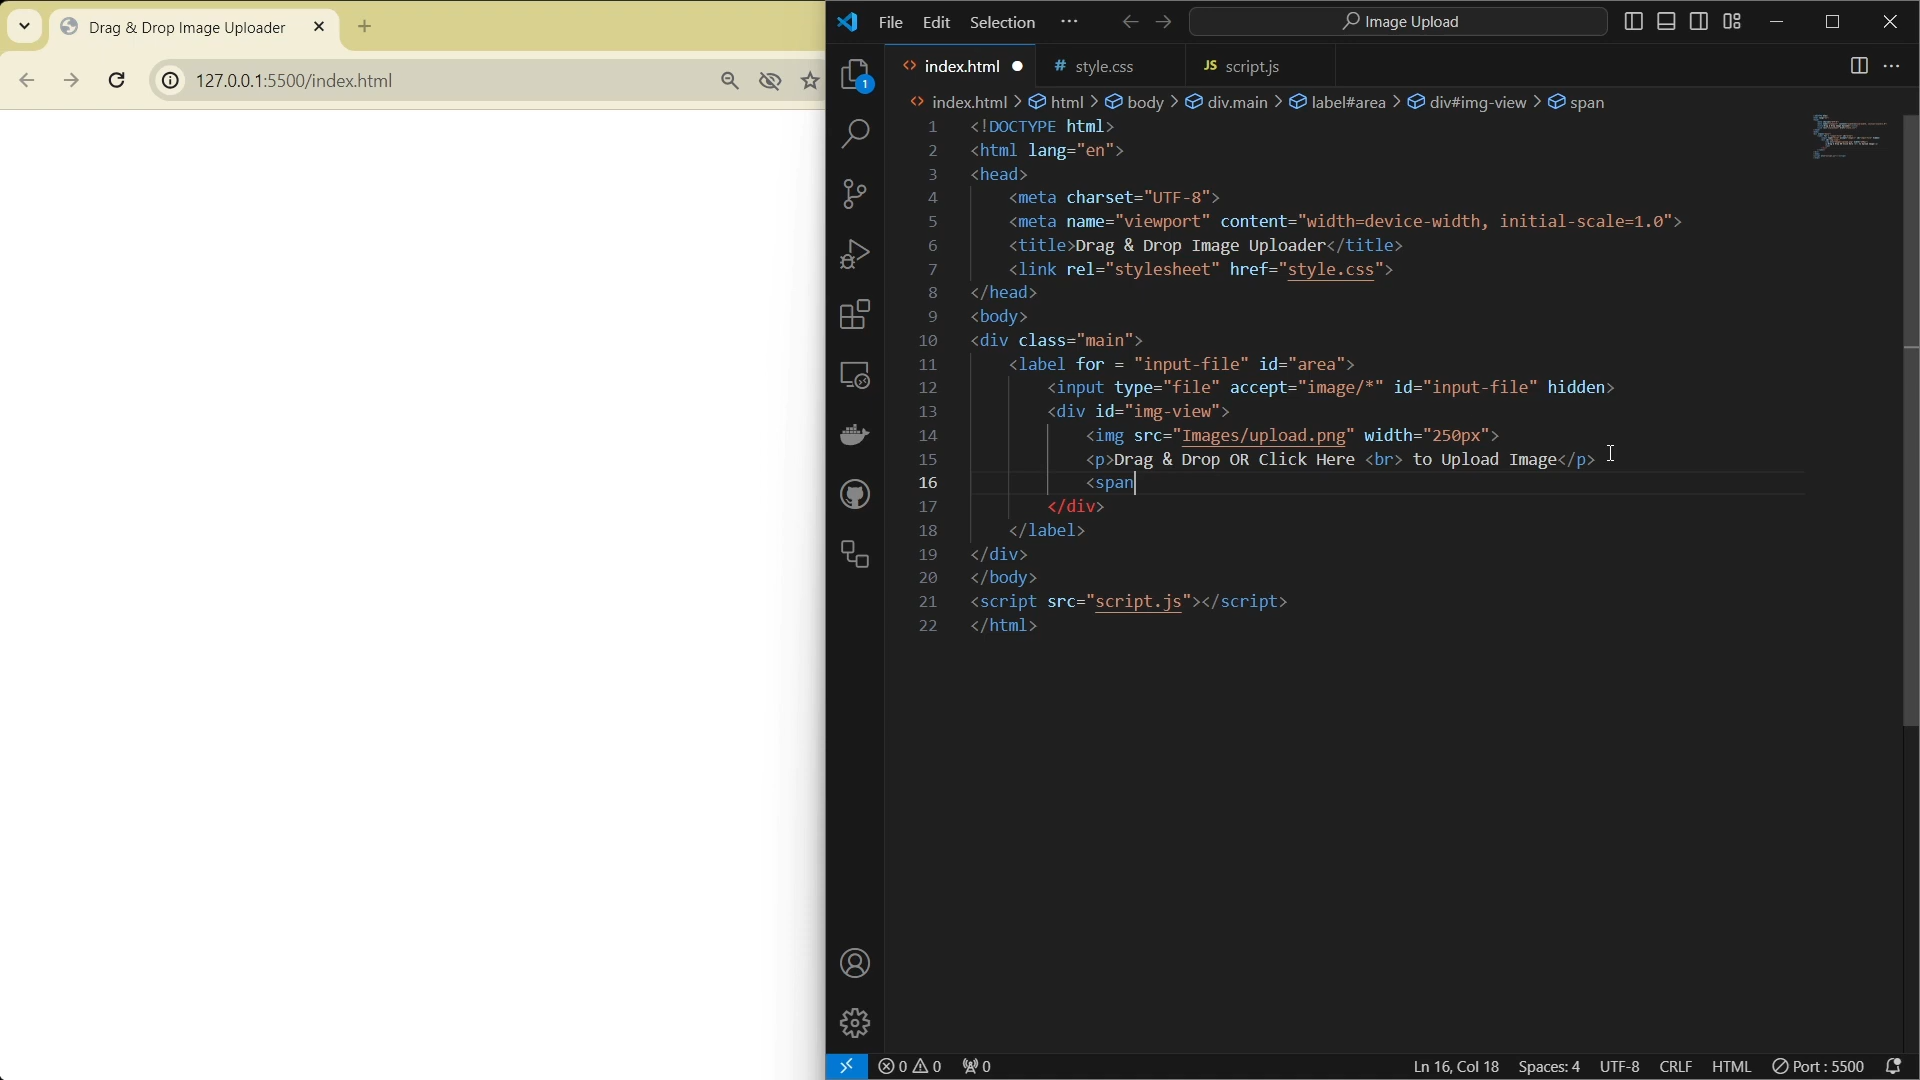 Drag & Drop Image Uploader
127.0.0.1:5500/index.html
File Edit Selection ···
Image Upload
index.html
# style.css
JS script.js
1
index.html > html > body > div.main > label#area > div#img-view > span
1 <!DOCTYPE html>
2 <html lang="en">
3 <head>
4 <meta charset="UTF-8">
5 <meta name="viewport" content="width=device-width, initial-scale=1.0">
6 <title>Drag & Drop Image Uploader</title>
7 <link rel="stylesheet" href="style.css">
8 </head>
9 <body>
10 <div class="main">
11 <label for = "input-file" id="area">
12 <input type="file" accept="image/*" id="input-file" hidden>
13 <div id="img-view">
14 <img src="Images/upload.png" width="250px">
15 <p>Drag & Drop OR Click Here <br> to Upload Image</p>
16 <span
17 </div>
18 </label>
19 </div>
20 </body>
21 <script src="script.js"></script>
22 </html>
0 0 0 Ln 16, Col 18 Spaces: 4 UTF-8 CRLF HTML Port : 5500